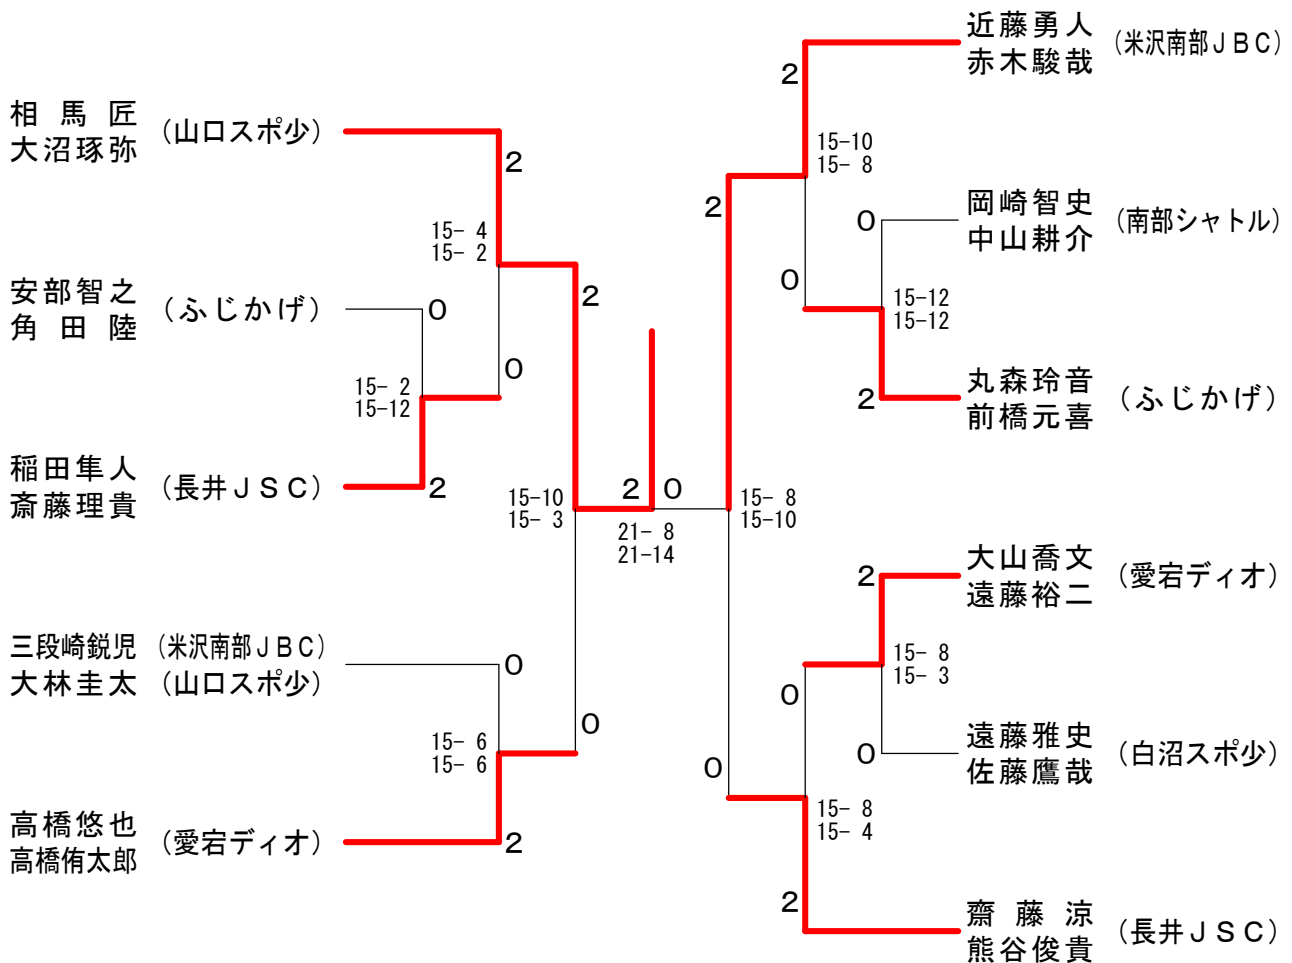 相馬匠 (山口スポ少)
大沼琢弥
2
15- 4
15- 2
安部智之 (ふじかげ)
角田陸
0
2
0
15- 2
15-12
稲田隼人 (長井JSC)
斎藤理貴
2
15-10
15- 3
2 0
21- 8
21-14
三段崎鋭児 (米沢南部JBC)
大林圭太 (山口スポ少)
0
0
15- 6
15- 6
高橋悠也 (愛宕ディオ)
高橋侑太郎
2
近藤勇人 (米沢南部JBC)
赤木駿哉
2
15-10
15- 8
2
岡崎智史 (南部シャトル)
中山耕介
0
0
15-12
15-12
丸森玲音 (ふじかげ)
前橋元喜
2
15- 8
15-10
大山喬文 (愛宕ディオ)
遠藤裕二
2
15- 8
15- 3
0
遠藤雅史 (白沼スポ少)
佐藤鷹哉
0
0
15- 8
15- 4
齋藤涼 (長井JSC)
熊谷俊貴
2